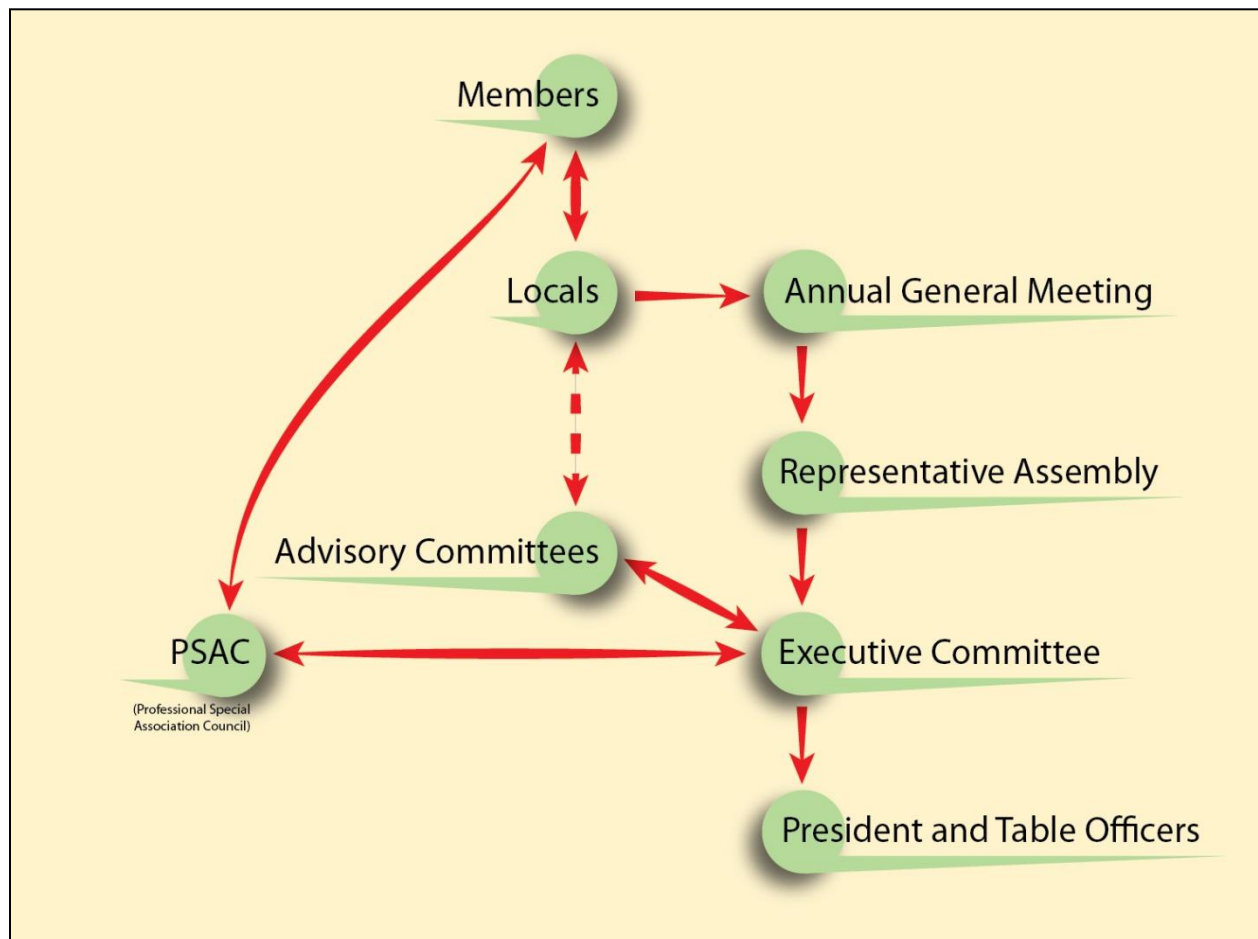 Members
Locals
Annual General Meeting
Representative Assembly
Advisory Committees
PSAC
(Professional Special
Association Council)
Executive Committee
President and Table Officers